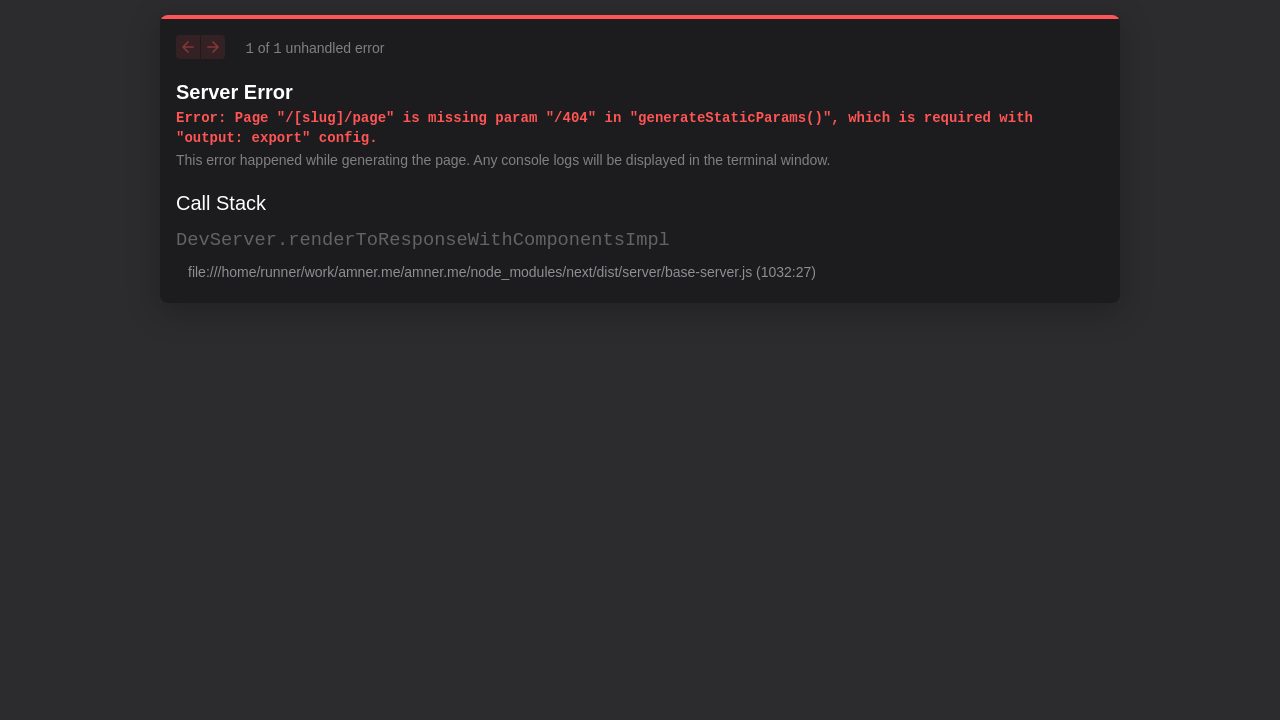 1 of 1 unhandled error
Server Error
Error: Page "/[slug]/page" is missing param "/404" in "generateStaticParams()", which is required with
"output: export" config.
This error happened while generating the page. Any console logs will be displayed in the terminal window.
Call Stack
DevServer.renderToResponseWithComponentsImpl
file:///home/runner/work/amner.me/amner.me/node_modules/next/dist/server/base-server.js (1032:27)